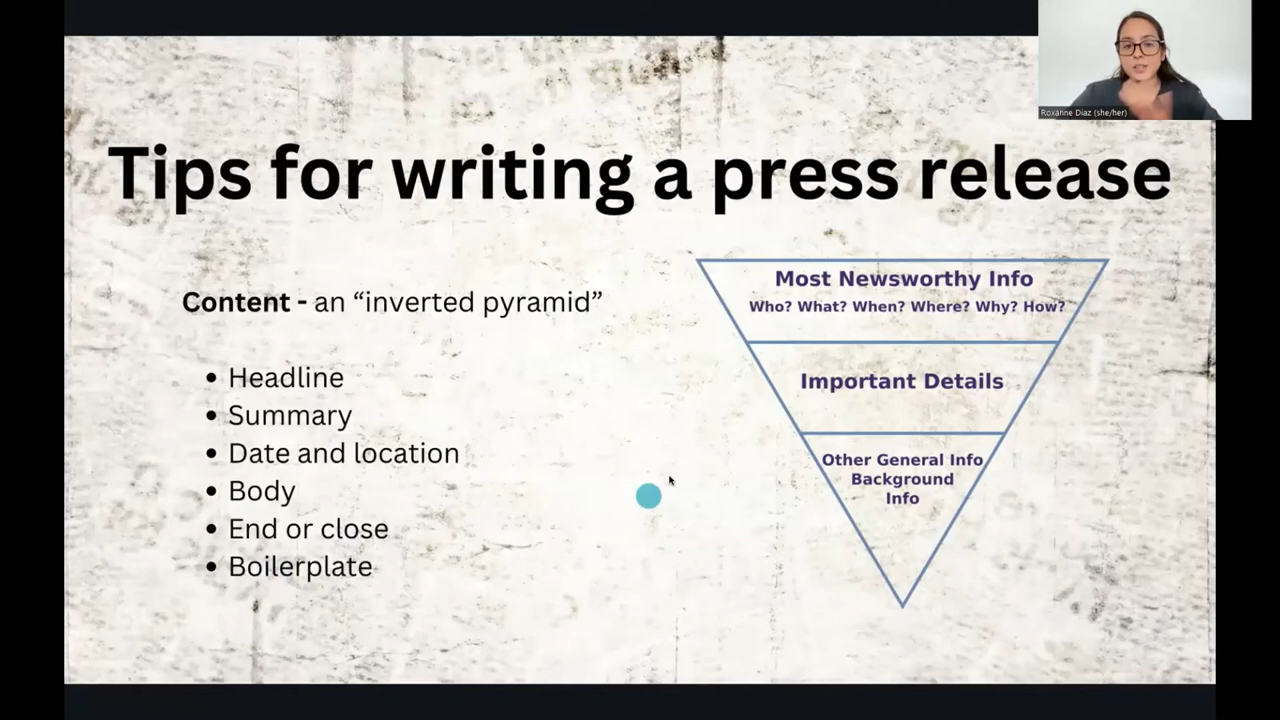 Roxanne Diaz (she/her)
Tips for writing a press release
Content - an “inverted pyramid”
Headline
Summary
Date and location
Body
End or close
Boilerplate
Most Newsworthy Info
Who? What? When? Where? Why? How?
Important Details
Other General Info
Background
Info